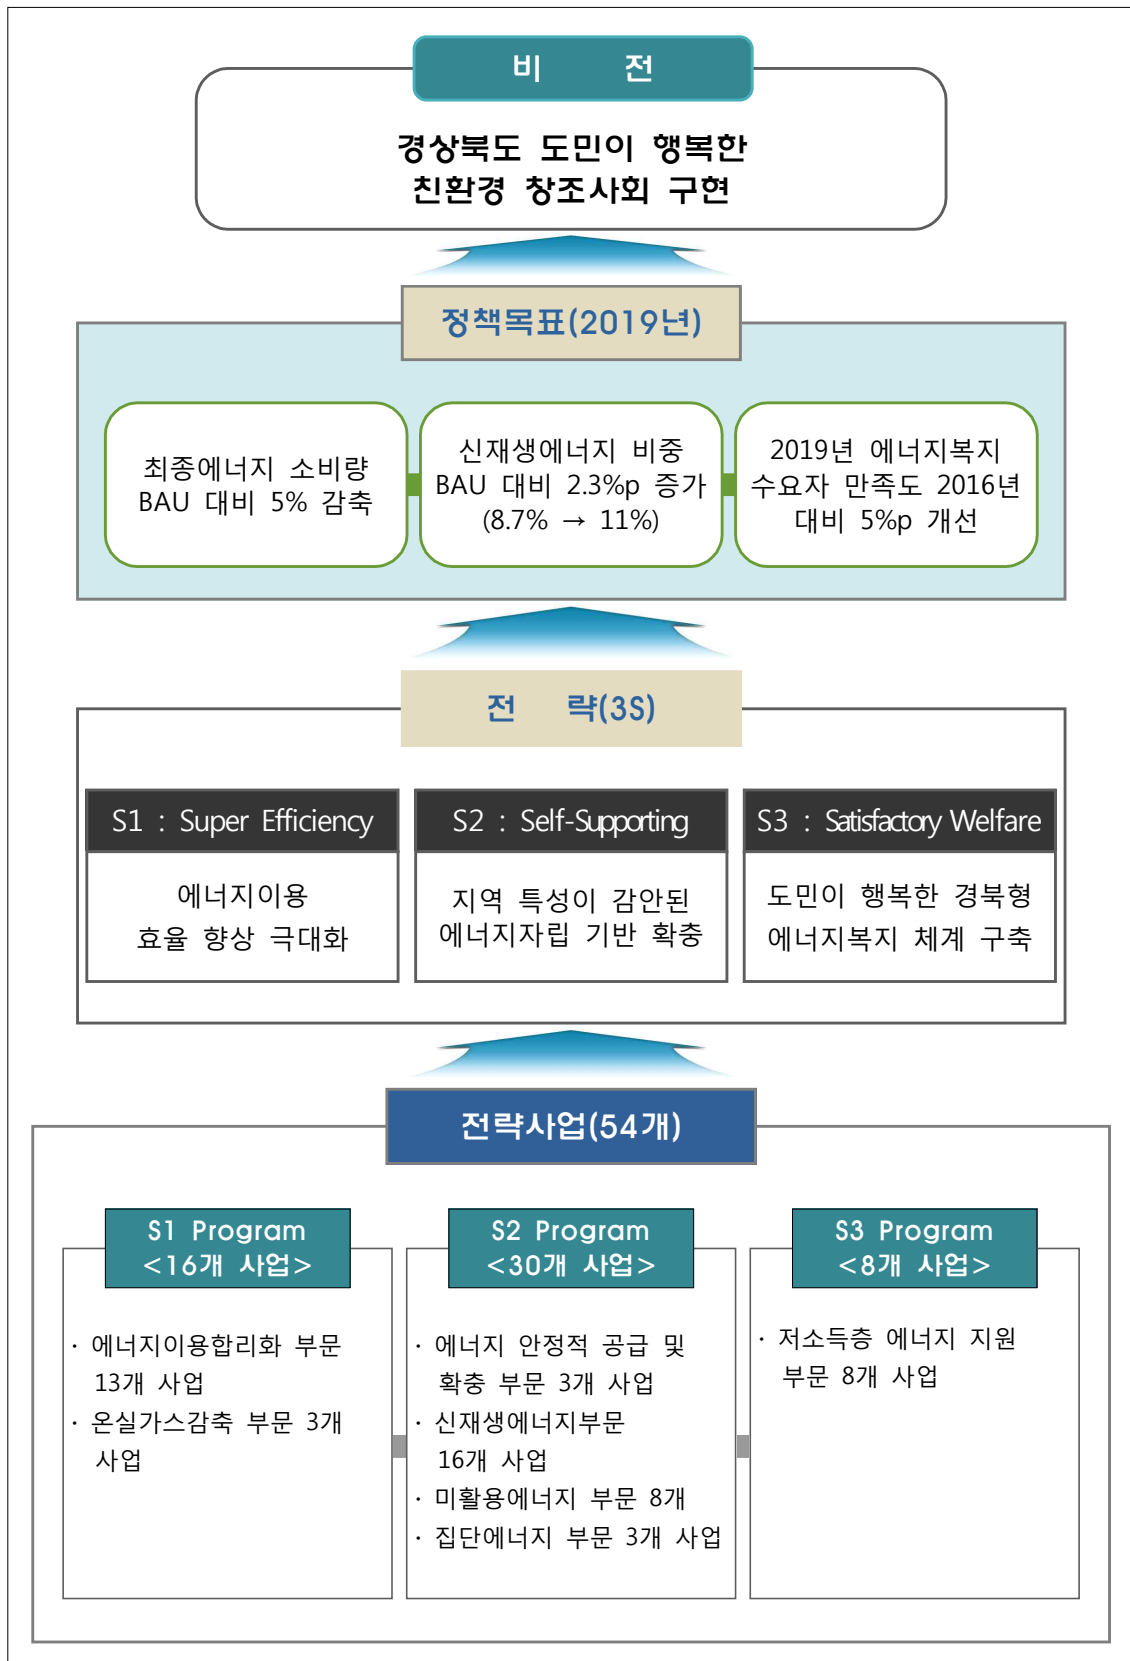 비 전
경상북도 도민이 행복한
친환경 창조사회 구현
정책목표(2019년)
최종에너지 소비량
BAU 대비 5% 감축
신재생에너지 비중
BAU 대비 2.3%p 증가
(8.7% → 11%)
2019년 에너지복지
수요자 만족도 2016년
대비 5%p 개선
전 략(3S)
S1 : Super Efficiency
에너지이용
효율 향상 극대화
S2 : Self-Supporting
지역 특성이 감안된
에너지자립 기반 확충
S3 : Satisfactory Welfare
도민이 행복한 경북형
에너지복지 체계 구축
전략사업(54개)
S1 Program
<16개 사업>
· 에너지이용합리화 부문
13개 사업
· 온실가스감축 부문 3개
사업
S2 Program
<30개 사업>
· 에너지 안정적 공급 및
확충 부문 3개 사업
· 신재생에너지부문
16개 사업
· 미활용에너지 부문 8개
· 집단에너지 부문 3개 사업
S3 Program
<8개 사업>
· 저소득층 에너지 지원
부문 8개 사업